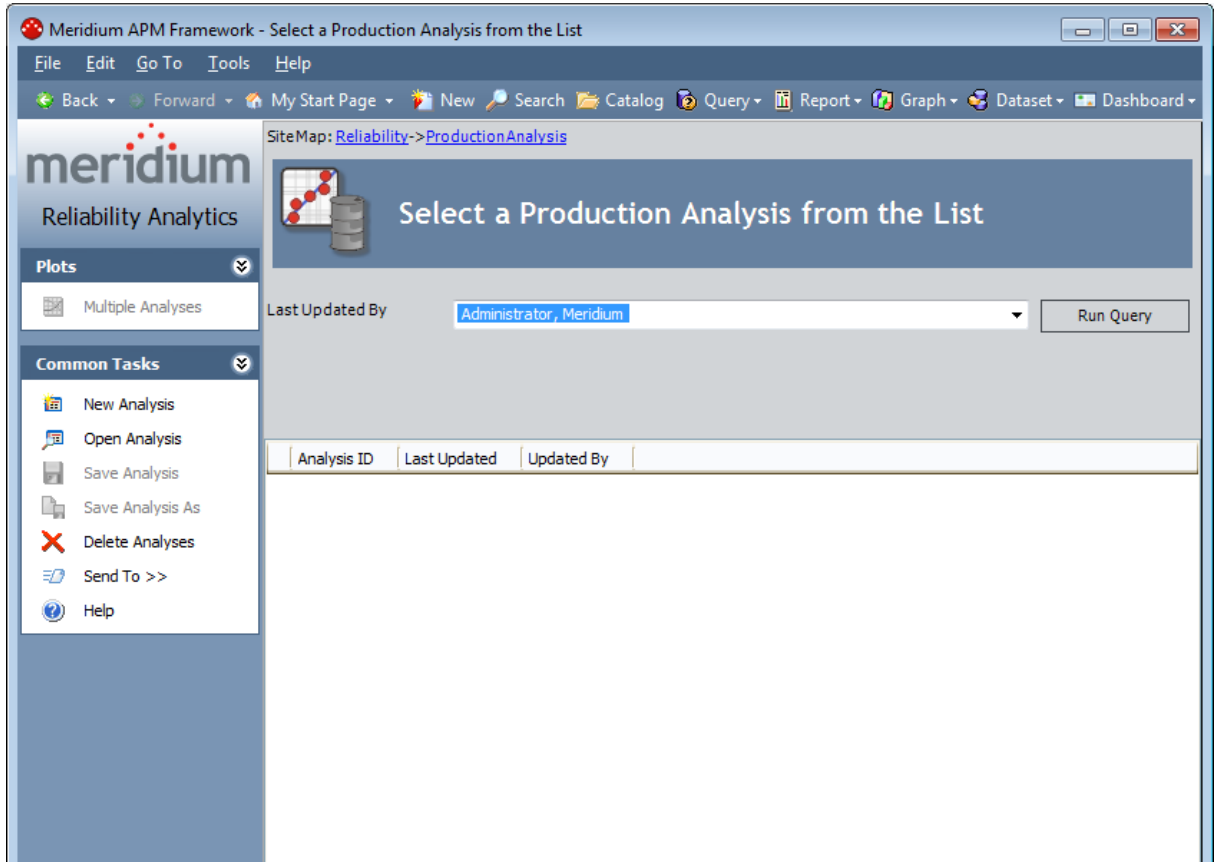 Meridium APM Framework - Select a Production Analysis from the List
File Edit Go To Tools Help
Back Forward My Start Page New Search Catalog Query Report Graph Dataset Dashboard
meridium
Reliability Analytics
Plots
Multiple Analyses
Common Tasks
New Analysis
Open Analysis
Save Analysis
Save Analysis As
Delete Analyses
Send To >>
Help
SiteMap: Reliability->ProductionAnalysis
Select a Production Analysis from the List
Last Updated By Administrator, Meridium Run Query
Analysis ID Last Updated Updated By